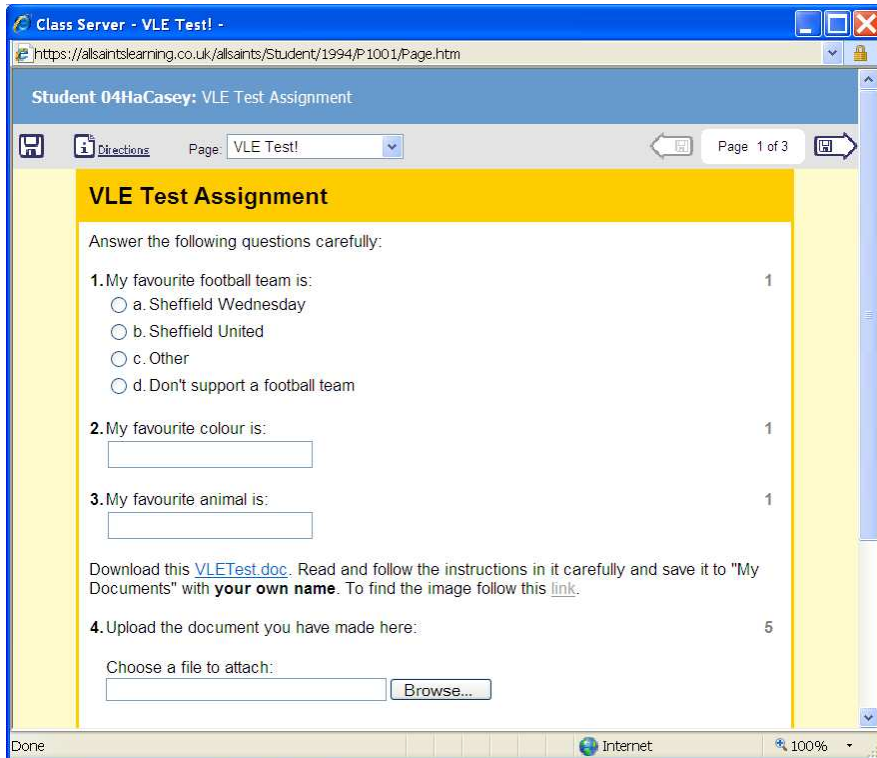 Class Server - VLE Test! -
https://allsaintslearning.co.uk/allsaints/Student/1994/P1001/Page.htm
Student 04HaCasey: VLE Test Assignment
Directions Page: VLE Test! Page 1 of 3
VLE Test Assignment
Answer the following questions carefully:
1. My favourite football team is: 1
a. Sheffield Wednesday
b. Sheffield United
c. Other
d. Don't support a football team
2. My favourite colour is: 1
3. My favourite animal is: 1
Download this VLETest.doc. Read and follow the instructions in it carefully and save it to "My
Documents" with your own name. To find the image follow this link.
4. Upload the document you have made here: 5
Choose a file to attach:
Browse...
Done Internet 100%